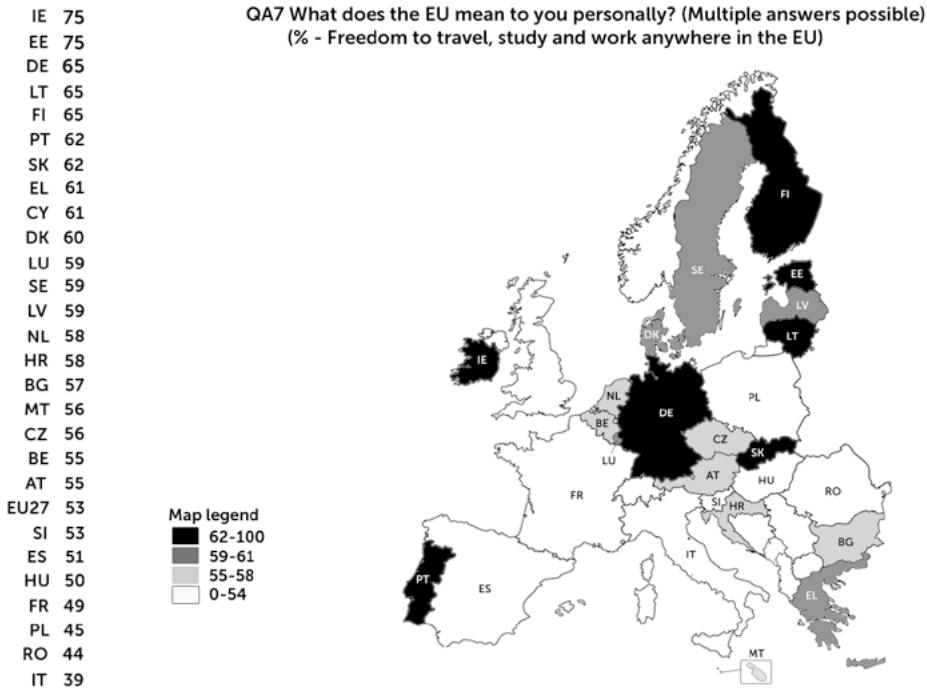 QA7 What does the EU mean to you personally? (Multiple answers possible)
(% - Freedom to travel, study and work anywhere in the EU)
IE 75
EE 75
DE 65
LT 65
FI 65
PT 62
SK 62
EL 61
CY 61
DK 60
LU 59
SE 59
LV 59
NL 58
HR 58
BG 57
MT 56
CZ 56
BE 55
AT 55
EU27 53
SI 53
ES 51
HU 50
FR 49
PL 45
RO 44
IT 39
Map legend
62-100
59-61
55-58
0-54
FI
SE
EE
LV
DK
LT
IE
NL
PL
DE
BE
CZ
LU
SK
AT
HU
FR
RO
SI
HR
BG
IT
PT
ES
EL
MT